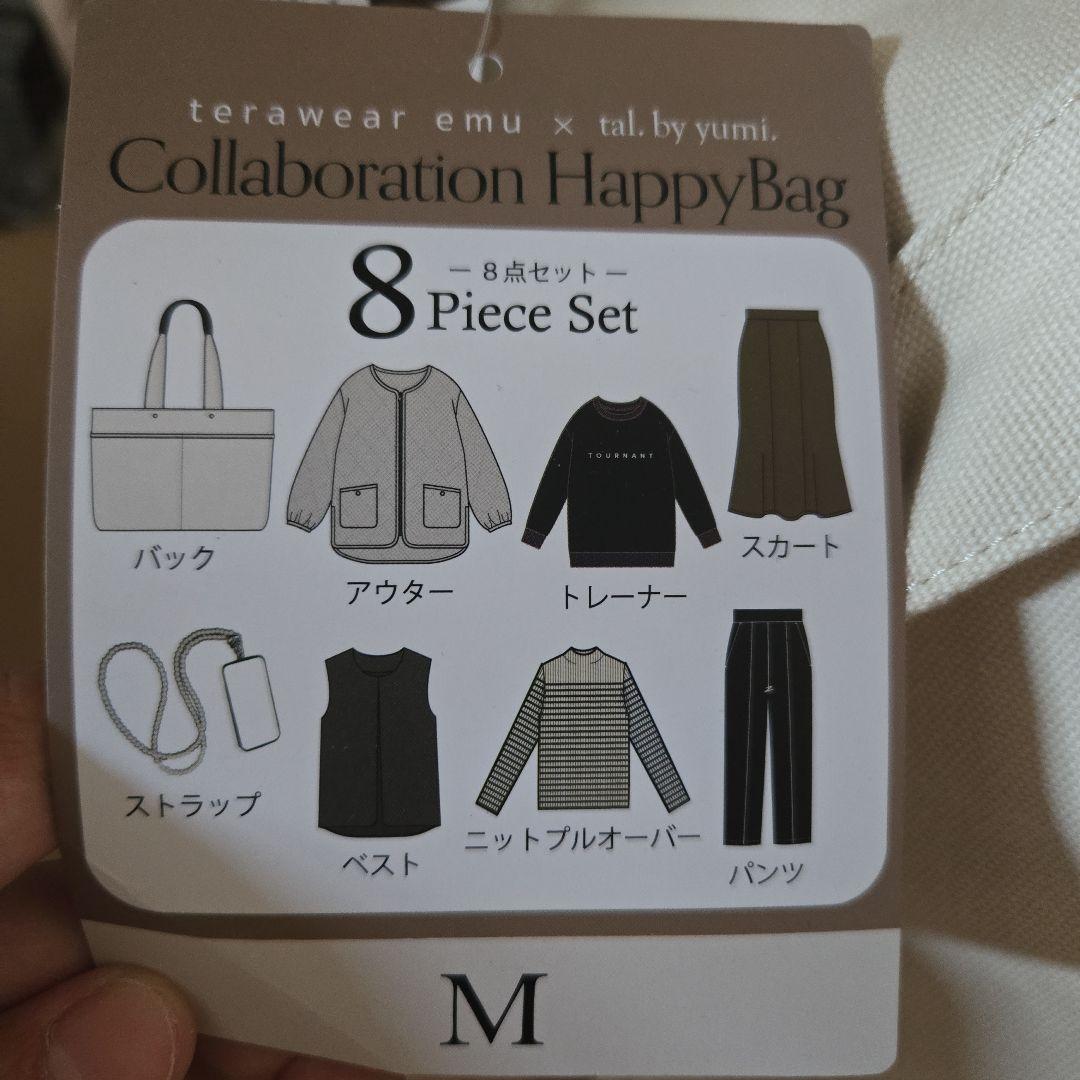 terawear emu × tal. by yumi.
Collaboration HappyBag
8 ー 8点セット ー
Piece Set
バック
アウター
TOURNANT
トレーナー
スカート
ストラップ
ベスト
ニットプルオーバー
パンツ
M